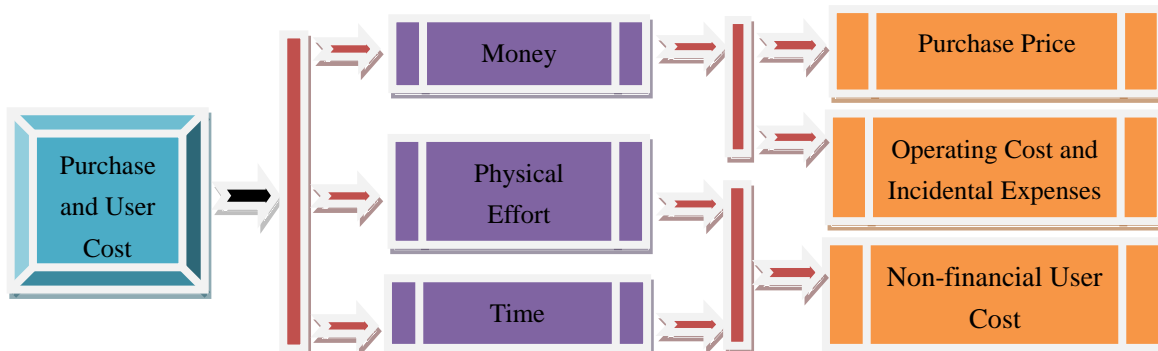 Purchase
and User
Cost
Money
Physical
Effort
Time
Purchase Price
Operating Cost and
Incidental Expenses
Non-financial User
Cost